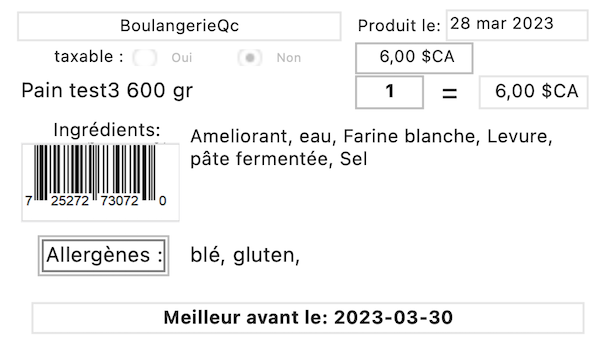 BoulangerieQc
Produit le: 28 mar 2023
taxable : Oui Non
6,00 $CA
Pain test3 600 gr
1 = 6,00 $CA
Ingrédients:
Ameliorant, eau, Farine blanche, Levure,
pâte fermentée, Sel
7 25272 73072 0
Allergènes : blé, gluten,
Meilleur avant le: 2023-03-30